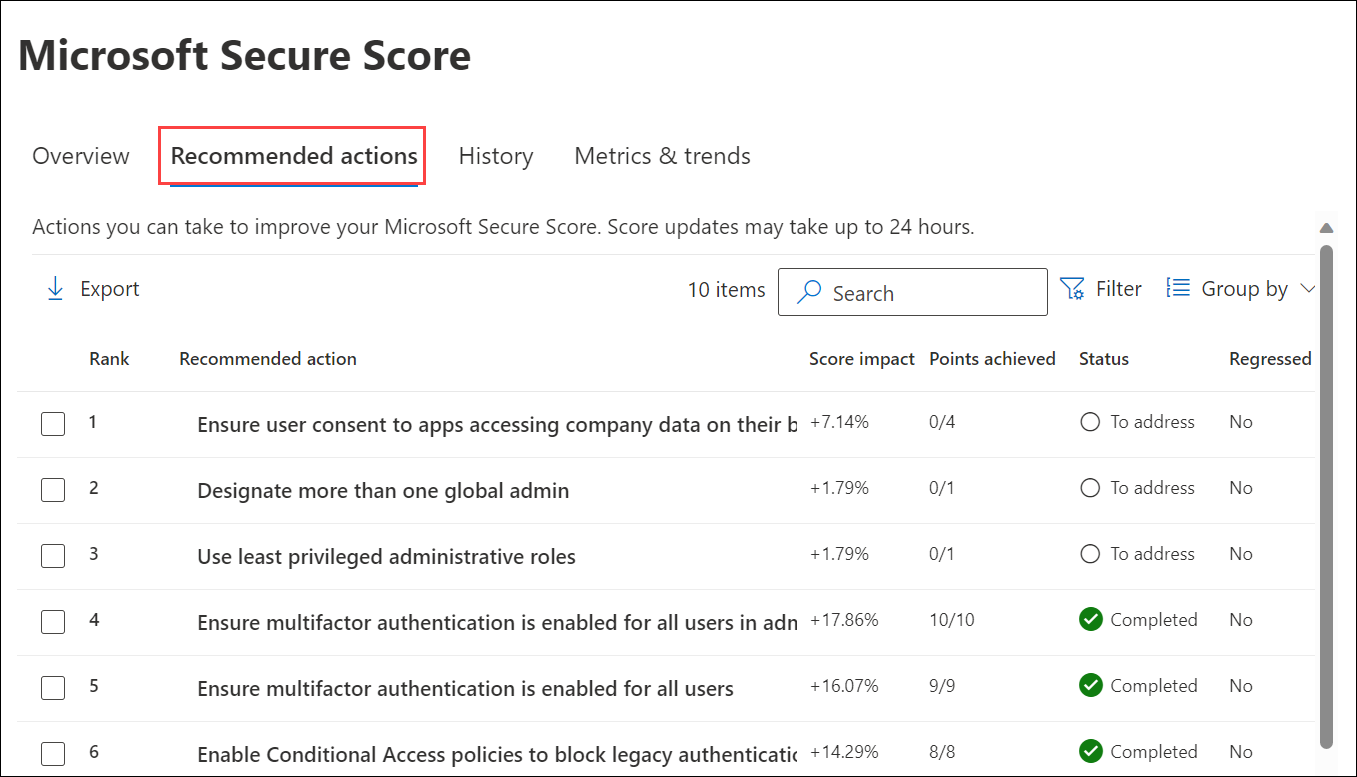 Microsoft Secure Score
Overview Recommended actions History Metrics & trends
Actions you can take to improve your Microsoft Secure Score. Score updates may take up to 24 hours.
Export 10 items Search Filter Group by
Rank Recommended action Score impact Points achieved Status Regressed
1 Ensure user consent to apps accessing company data on their b +7.14% 0/4 To address No
2 Designate more than one global admin +1.79% 0/1 To address No
3 Use least privileged administrative roles +1.79% 0/1 To address No
4 Ensure multifactor authentication is enabled for all users in adn +17.86% 10/10 Completed No
5 Ensure multifactor authentication is enabled for all users +16.07% 9/9 Completed No
6 Enable Conditional Access policies to block legacy authenticatic +14.29% 8/8 Completed No